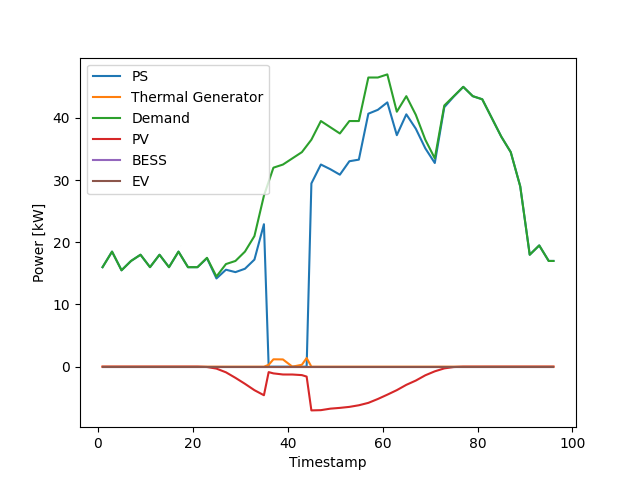 PS
Thermal Generator
Demand
PV
BESS
EV
Power [kW]
40
30
20
10
0
0 20 40 60 80 100
Timestamp